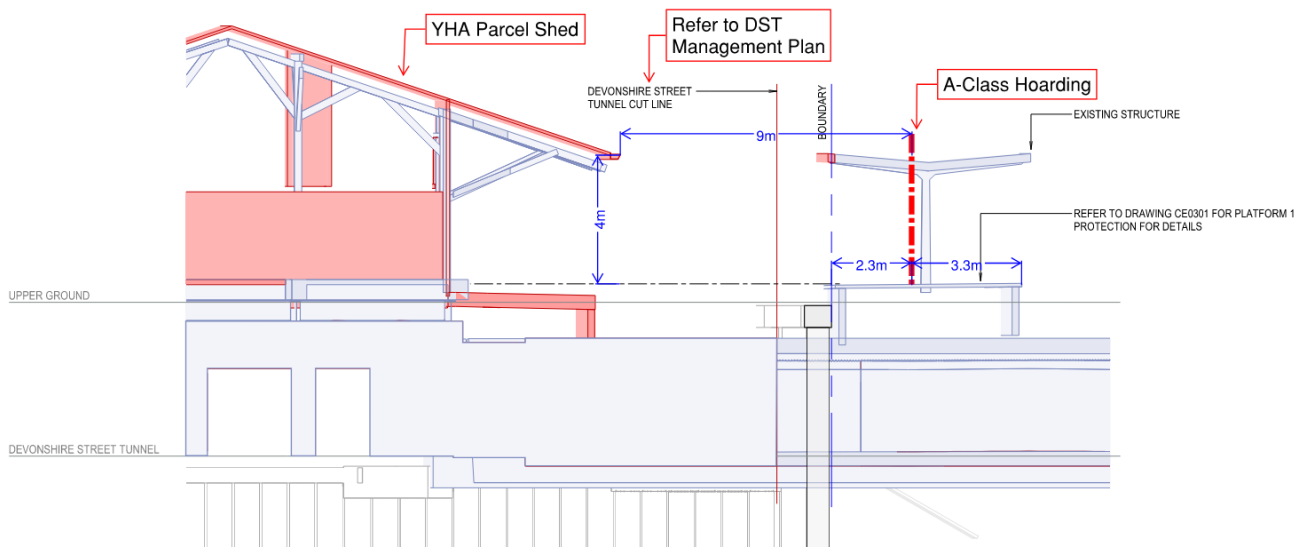 YHA Parcel Shed
Refer to DST
Management Plan
A-Class Hoarding
DEVONSHIRE STREET
TUNNEL CUT LINE
BOUNDARY
EXISTING STRUCTURE
9m
4m
REFER TO DRAWING CE0301 FOR PLATFORM 1
PROTECTION FOR DETAILS
2.3m
3.3m
UPPER GROUND
DEVONSHIRE STREET TUNNEL